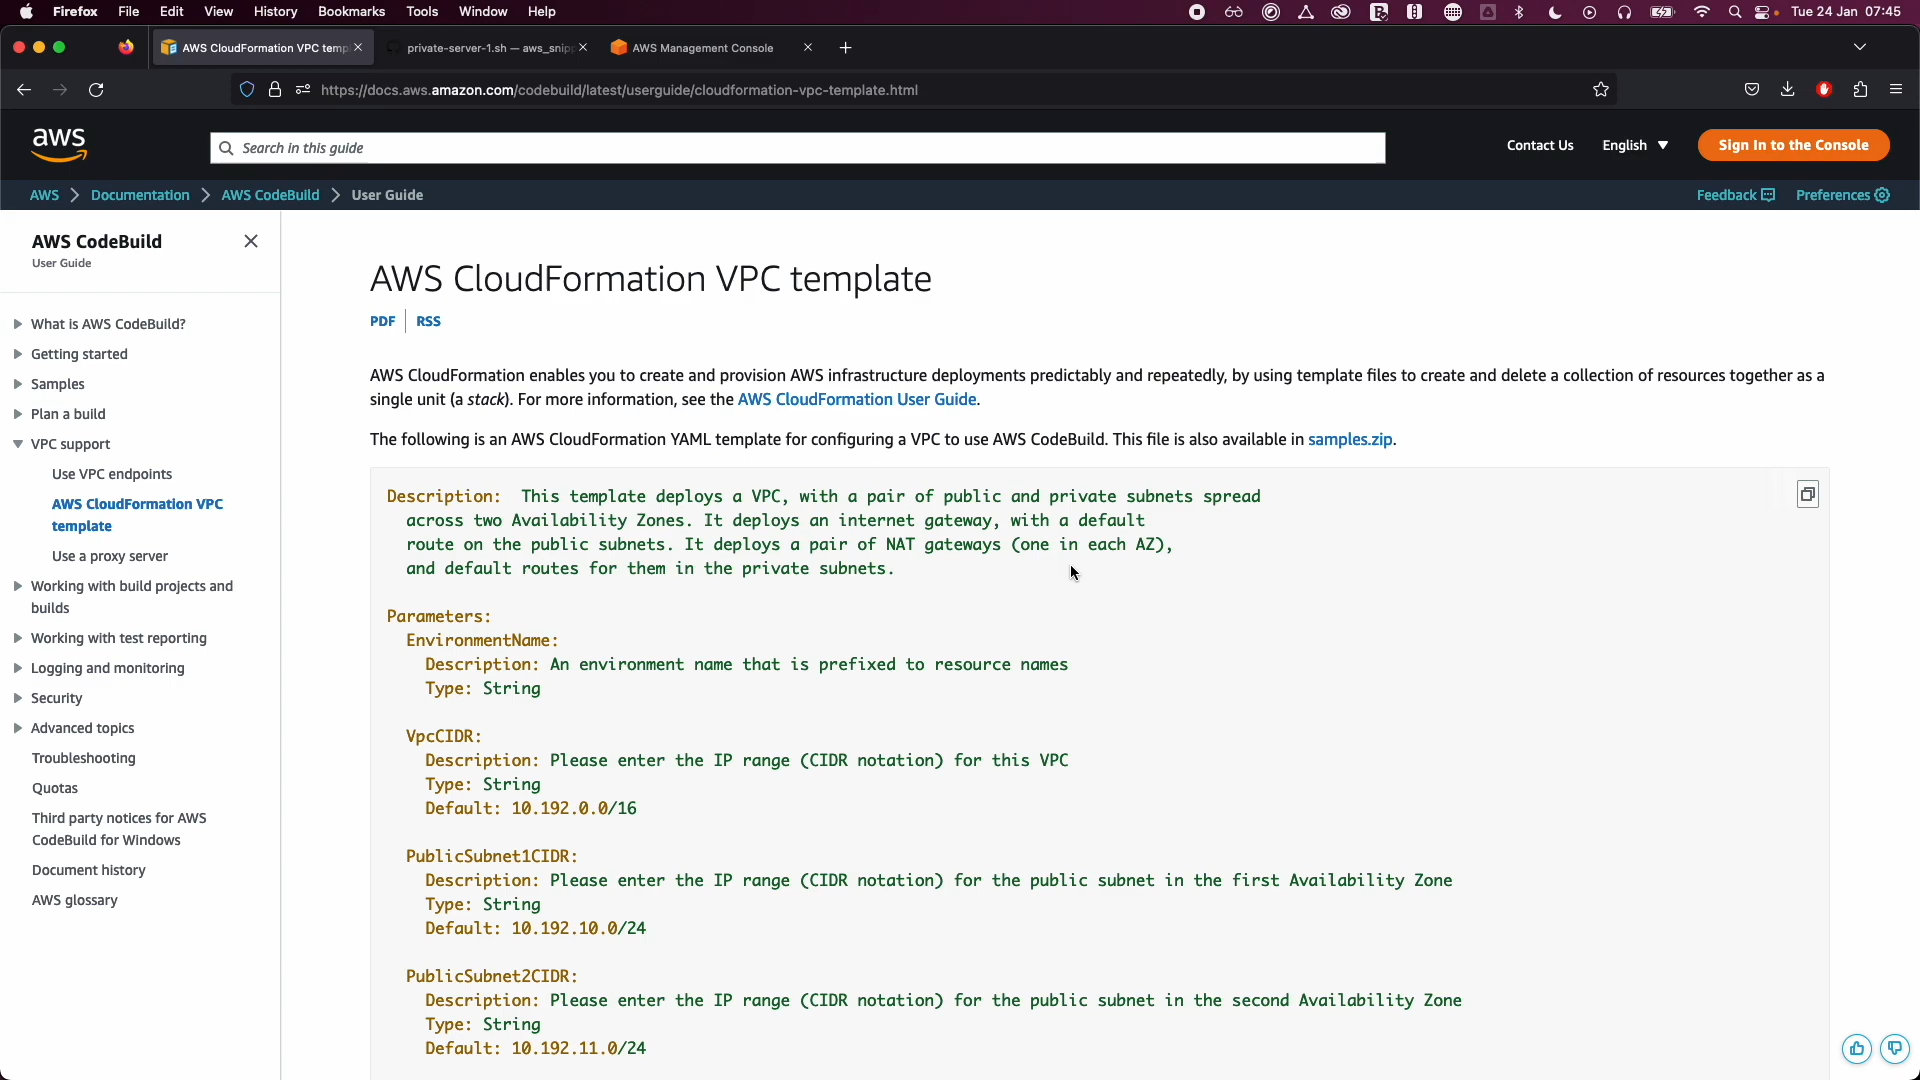 Firefox File Edit View History Bookmarks Tools Window Help
Tue 24 Jan 07:45
AWS CloudFormation VPC temp
private-server-1.sh — aws_snip
AWS Management Console
https://docs.aws.amazon.com/codebuild/latest/userguide/cloudformation-vpc-template.html
aws
Search in this guide
Contact Us
English
Sign In to the Console
AWS > Documentation > AWS CodeBuild > User Guide
Feedback
Preferences
AWS CodeBuild
User Guide
What is AWS CodeBuild?
Getting started
Samples
Plan a build
VPC support
Use VPC endpoints
AWS CloudFormation VPC
template
Use a proxy server
Working with build projects and
builds
Working with test reporting
Logging and monitoring
Security
Advanced topics
Troubleshooting
Quotas
Third party notices for AWS
CodeBuild for Windows
Document history
AWS glossary
AWS CloudFormation VPC template
PDF
RSS
AWS CloudFormation enables you to create and provision AWS infrastructure deployments predictably and repeatedly, by using template files to create and delete a collection of resources together as a
single unit (a stack). For more information, see the AWS CloudFormation User Guide.
The following is an AWS CloudFormation YAML template for configuring a VPC to use AWS CodeBuild. This file is also available in samples.zip.
Description: This template deploys a VPC, with a pair of public and private subnets spread
across two Availability Zones. It deploys an internet gateway, with a default
route on the public subnets. It deploys a pair of NAT gateways (one in each AZ),
and default routes for them in the private subnets.
Parameters:
EnvironmentName:
Description: An environment name that is prefixed to resource names
Type: String
VpcCIDR:
Description: Please enter the IP range (CIDR notation) for this VPC
Type: String
Default: 10.192.0.0/16
PublicSubnet1CIDR:
Description: Please enter the IP range (CIDR notation) for the public subnet in the first Availability Zone
Type: String
Default: 10.192.10.0/24
PublicSubnet2CIDR:
Description: Please enter the IP range (CIDR notation) for the public subnet in the second Availability Zone
Type: String
Default: 10.192.11.0/24